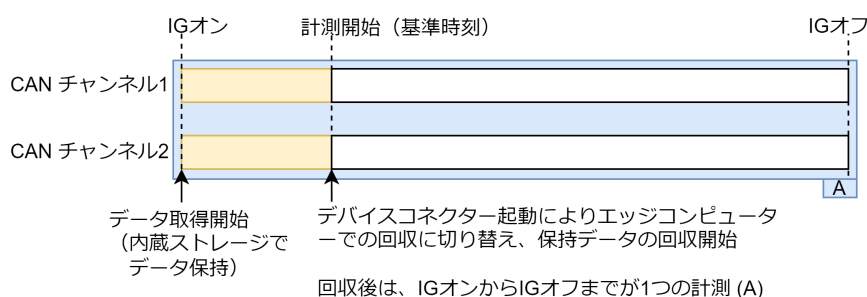 IGオン
計測開始（基準時刻）
IGオフ
CAN チャンネル1
CAN チャンネル2
A
データ取得開始
（内蔵ストレージで
データ保持）
デバイスコネクター起動によりエッジコンピュータ
ーでの回収に切り替え、保持データの回収開始
回収後は、IGオンからIGオフまでが1つの計測 (A)